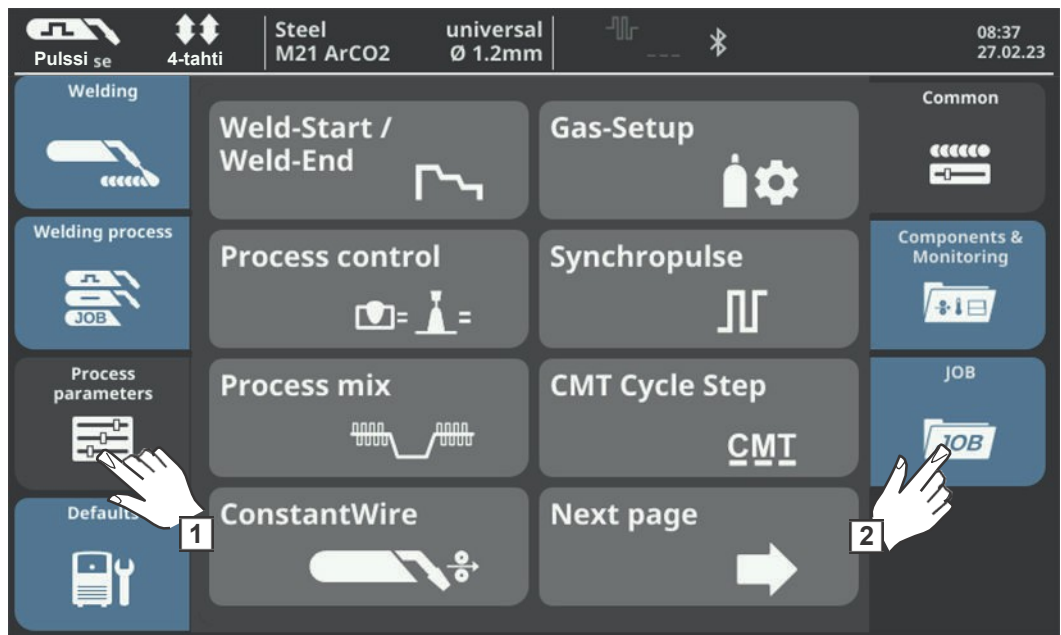 Pulssi se
4-tahti
Steel universal
M21 ArCO2 Ø 1.2mm
---
08:37
27.02.23
Welding
Welding process
JOB
Process
parameters
Defaults
1
Weld-Start /
Weld-End
Gas-Setup
Process control
= =
Synchropulse
Process mix
CMT Cycle Step
CMT
ConstantWire
Next page
Common
Components &
Monitoring
JOB
JOB
2